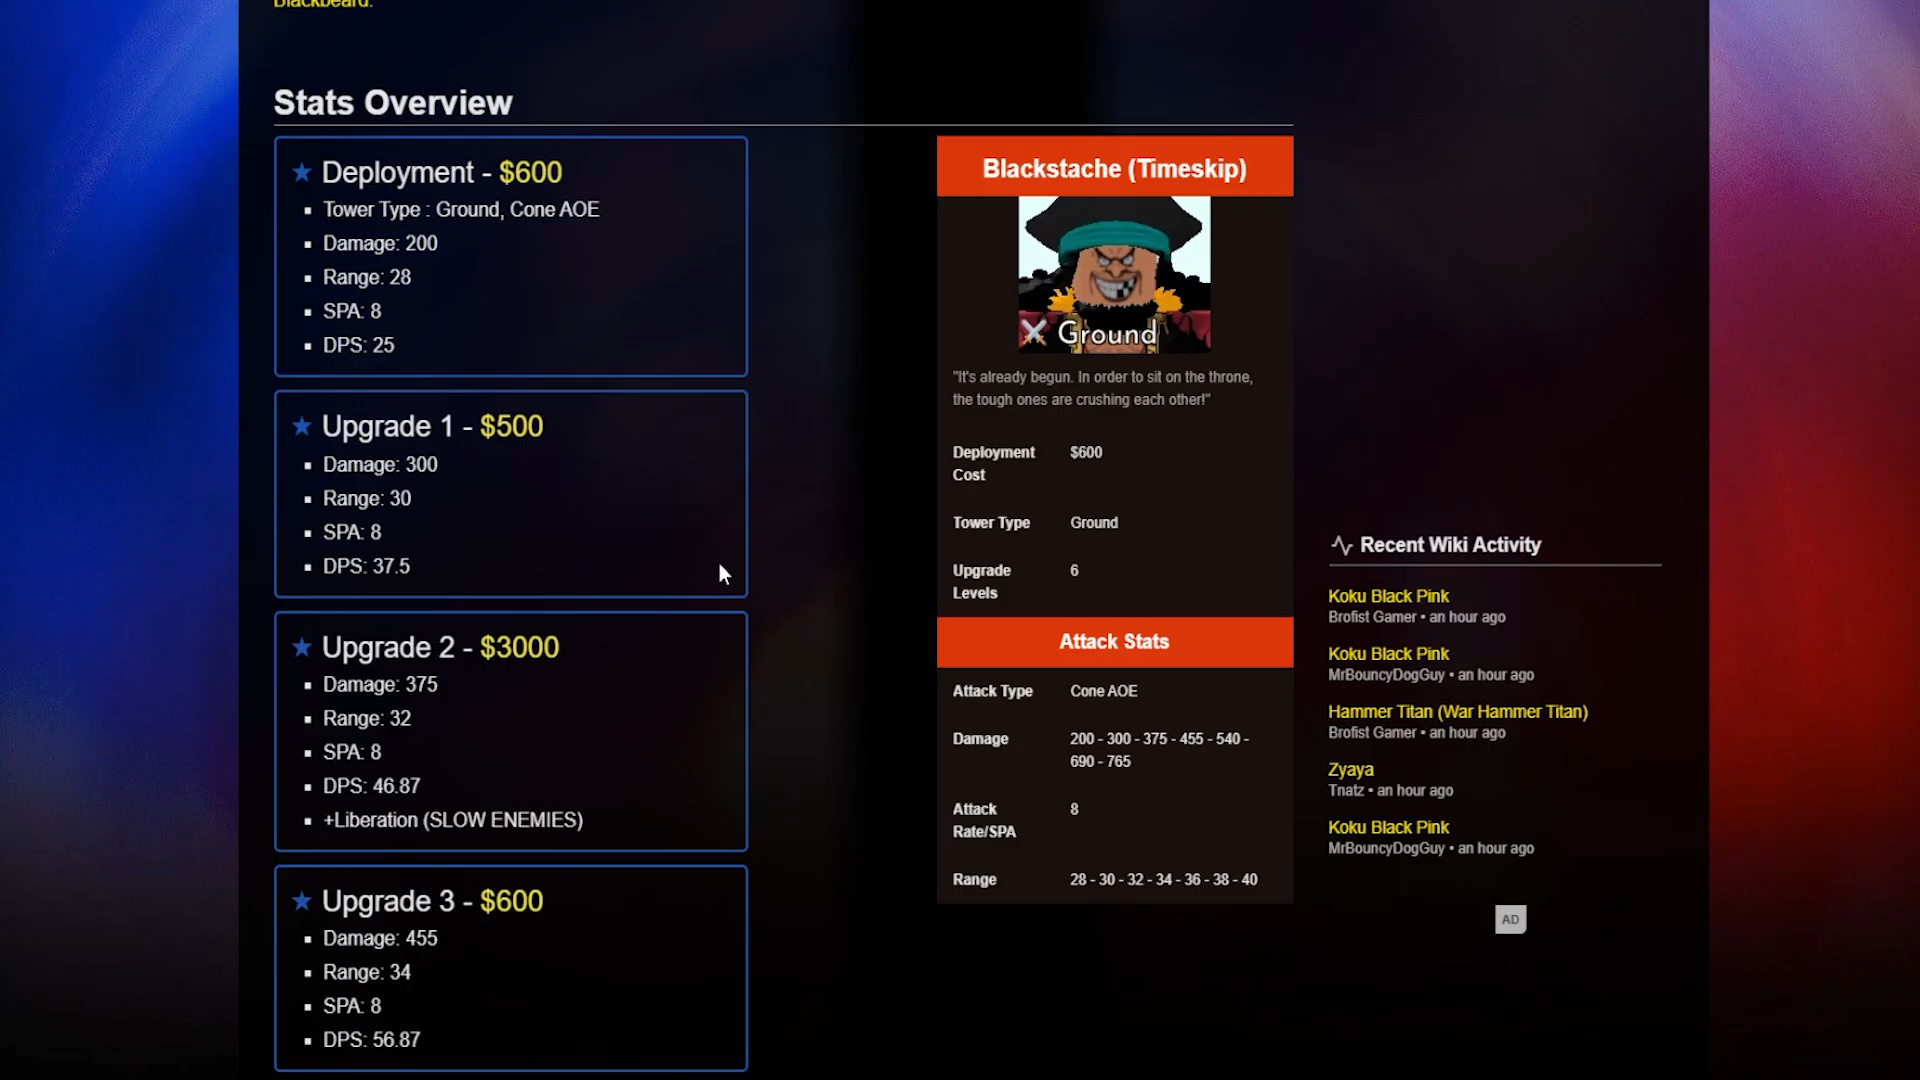 Blackbeard.
Stats Overview
Deployment - $600
Tower Type : Ground, Cone AOE
Damage: 200
Range: 28
SPA: 8
DPS: 25
Upgrade 1 - $500
Damage: 300
Range: 30
SPA: 8
DPS: 37.5
Upgrade 2 - $3000
Damage: 375
Range: 32
SPA: 8
DPS: 46.87
+Liberation (SLOW ENEMIES)
Upgrade 3 - $600
Damage: 455
Range: 34
SPA: 8
DPS: 56.87
Blackstache (Timeskip)
Ground
"It's already begun. In order to sit on the throne,
the tough ones are crushing each other!"
Deployment $600
Cost
Tower Type Ground
Upgrade 6
Levels
Attack Stats
Attack Type Cone AOE
Damage 200 - 300 - 375 - 455 - 540 -
690 - 765
Attack 8
Rate/SPA
Range 28 - 30 - 32 - 34 - 36 - 38 - 40
Recent Wiki Activity
Koku Black Pink
Brofist Gamer • an hour ago
Koku Black Pink
MrBouncyDogGuy • an hour ago
Hammer Titan (War Hammer Titan)
Brofist Gamer • an hour ago
Zyaya
Tnatz • an hour ago
Koku Black Pink
MrBouncyDogGuy • an hour ago
AD